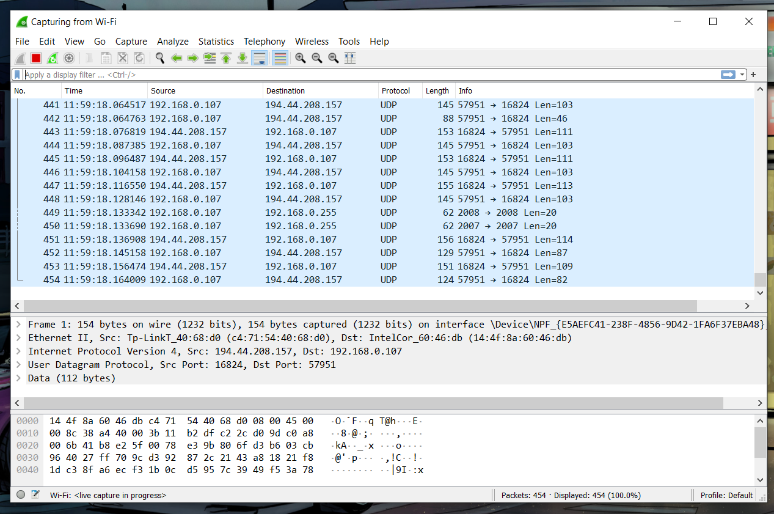 Capturing from Wi-Fi
File Edit View Go Capture Analyze Statistics Telephony Wireless Tools Help
Apply a display filter ... <Ctrl-/>
No. Time Source Destination Protocol Length Info
441 11:59:18.064517 192.168.0.107 194.44.208.157 UDP 145 57951 → 16824 Len=103
442 11:59:18.064763 192.168.0.107 194.44.208.157 UDP 88 57951 → 16824 Len=46
443 11:59:18.076819 194.44.208.157 192.168.0.107 UDP 153 16824 → 57951 Len=111
444 11:59:18.087385 192.168.0.107 194.44.208.157 UDP 145 57951 → 16824 Len=103
445 11:59:18.096487 194.44.208.157 192.168.0.107 UDP 153 16824 → 57951 Len=111
446 11:59:18.104158 192.168.0.107 194.44.208.157 UDP 145 57951 → 16824 Len=103
447 11:59:18.116550 194.44.208.157 192.168.0.107 UDP 155 16824 → 57951 Len=113
448 11:59:18.128146 192.168.0.107 194.44.208.157 UDP 145 57951 → 16824 Len=103
449 11:59:18.133342 192.168.0.107 192.168.0.255 UDP 62 2008 → 2008 Len=20
450 11:59:18.133690 192.168.0.107 192.168.0.255 UDP 62 2007 → 2007 Len=20
451 11:59:18.136908 194.44.208.157 192.168.0.107 UDP 156 16824 → 57951 Len=114
452 11:59:18.145158 192.168.0.107 194.44.208.157 UDP 129 57951 → 16824 Len=87
453 11:59:18.156474 194.44.208.157 192.168.0.107 UDP 151 16824 → 57951 Len=109
454 11:59:18.164009 192.168.0.107 194.44.208.157 UDP 124 57951 → 16824 Len=82
Frame 1: 154 bytes on wire (1232 bits), 154 bytes captured (1232 bits) on interface \Device\NPF_{E5AEFC41-238F-4856-9D42-1FA6F37EBA48},
Ethernet II, Src: Tp-LinkT_40:68:d0 (c4:71:54:40:68:d0), Dst: IntelCor_60:46:db (14:4f:8a:60:46:db)
Internet Protocol Version 4, Src: 194.44.208.157, Dst: 192.168.0.107
User Datagram Protocol, Src Port: 16824, Dst Port: 57951
Data (112 bytes)
0000 14 4f 8a 60 46 db c4 71 54 40 68 d0 08 00 45 00 ·O·`F··q T@h···E·
0010 00 8c 38 a4 40 00 3b 11 b2 df c2 2c d0 9d c0 a8 ··8·@·;· ···,····
0020 00 6b 41 b8 e2 5f 00 78 e3 9b 80 6f d3 b6 03 cb ·kA··_·x ···o····
0030 96 40 27 ff 70 9c d3 92 87 2c 21 43 a8 18 21 f8 ·@'·p··· ·,!C··!·
0040 1d c3 8f a6 ec f3 1b 0c d5 95 7c 39 49 f5 3a 78 ········ ··|9I·:x
Wi-Fi: <live capture in progress> Packets: 454 · Displayed: 454 (100.0%) Profile: Default